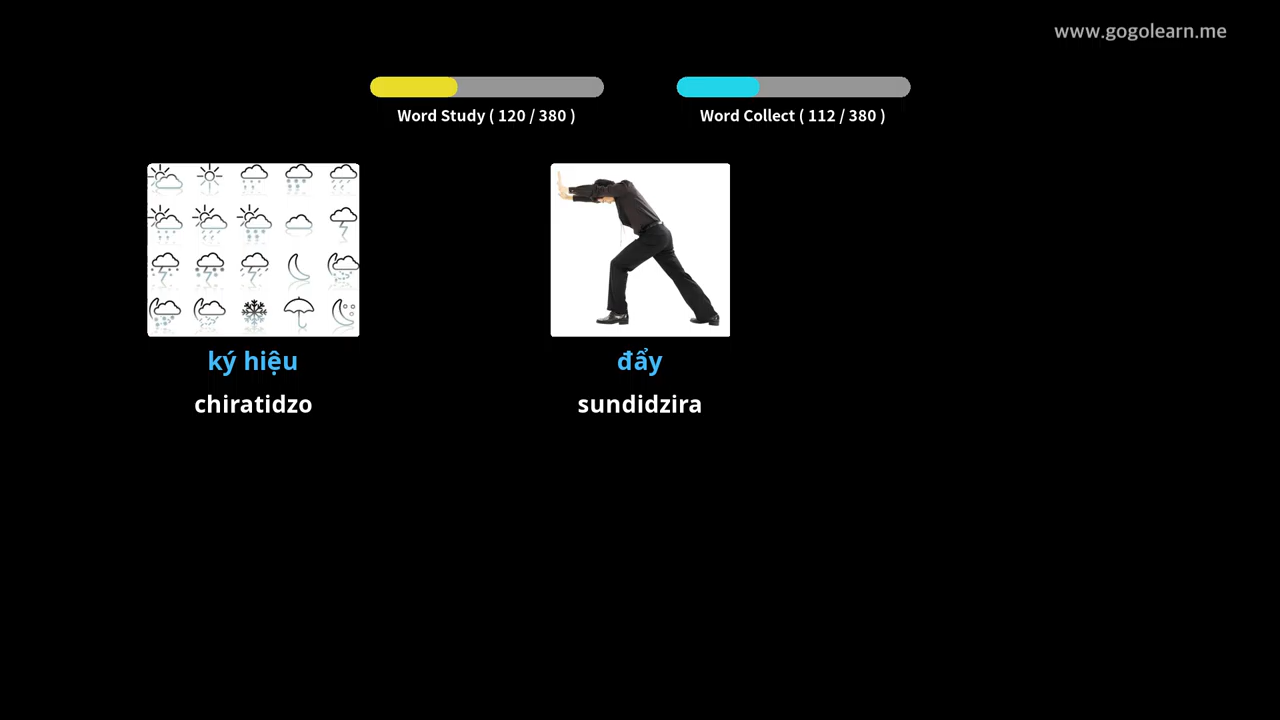 www.gogolearn.me
Word Study ( 120 / 380 )
Word Collect ( 112 / 380 )
ký hiệu
chiratidzo
đẩy
sundidzira